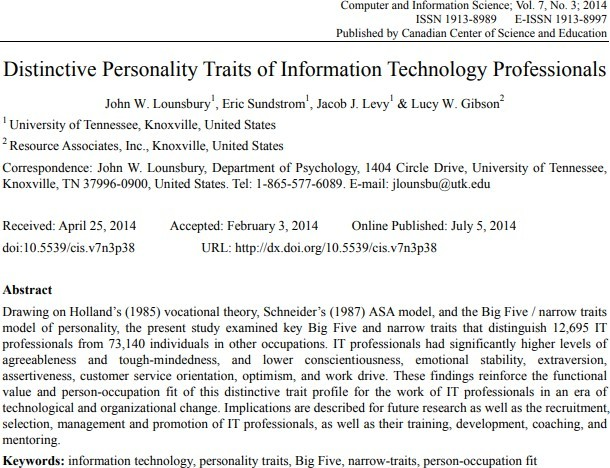 Computer and Information Science; Vol. 7, No. 3; 2014
ISSN 1913-8989 E-ISSN 1913-8997
Published by Canadian Center of Science and Education
Distinctive Personality Traits of Information Technology Professionals
John W. Lounsbury1, Eric Sundstrom1, Jacob J. Levy1 & Lucy W. Gibson2
1 University of Tennessee, Knoxville, United States
2 Resource Associates, Inc., Knoxville, United States
Correspondence: John W. Lounsbury, Department of Psychology, 1404 Circle Drive, University of Tennessee,
Knoxville, TN 37996-0900, United States. Tel: 1-865-577-6089. E-mail: jlounsbu@utk.edu
Received: April 25, 2014 Accepted: February 3, 2014 Online Published: July 5, 2014
doi:10.5539/cis.v7n3p38 URL: http://dx.doi.org/10.5539/cis.v7n3p38
Abstract
Drawing on Holland's (1985) vocational theory, Schneider's (1987) ASA model, and the Big Five / narrow traits
model of personality, the present study examined key Big Five and narrow traits that distinguish 12,695 IT
professionals from 73,140 individuals in other occupations. IT professionals had significantly higher levels of
agreeableness and tough-mindedness, and lower conscientiousness, emotional stability, extraversion,
assertiveness, customer service orientation, optimism, and work drive. These findings reinforce the functional
value and person-occupation fit of this distinctive trait profile for the work of IT professionals in an era of
technological and organizational change. Implications are described for future research as well as the recruitment,
selection, management and promotion of IT professionals, as well as their training, development, coaching, and
mentoring.
Keywords: information technology, personality traits, Big Five, narrow-traits, person-occupation fit